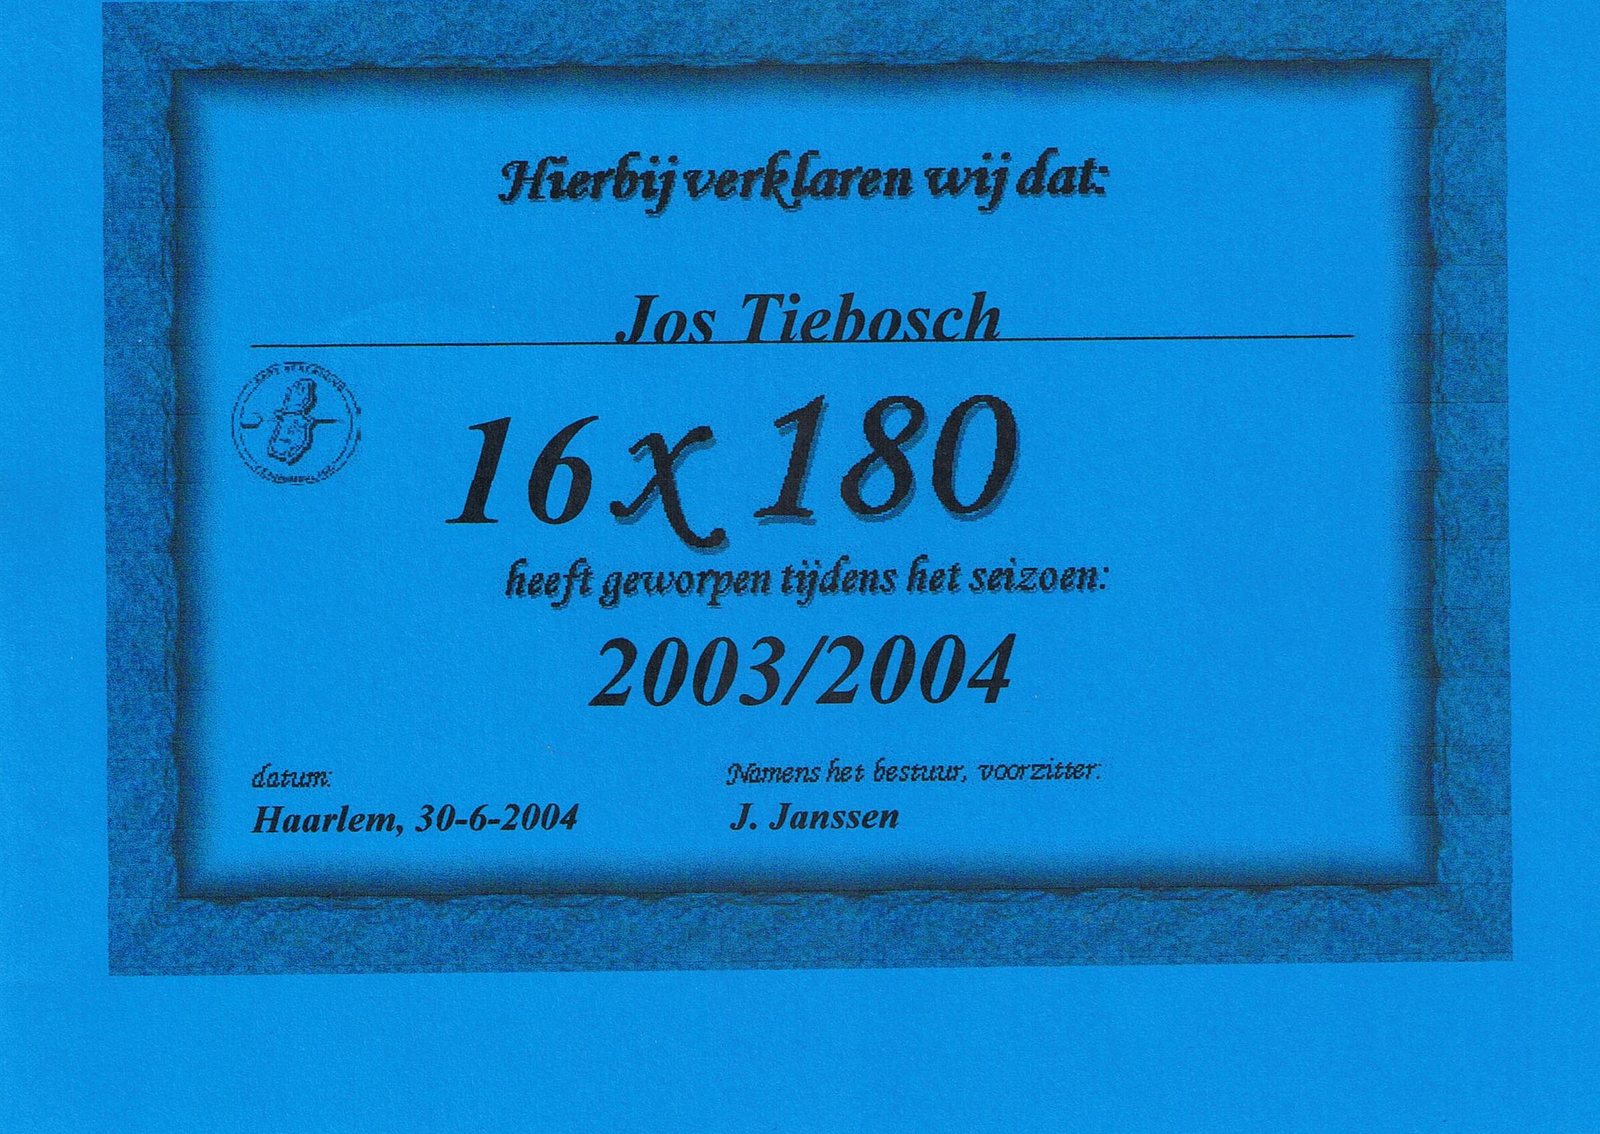 Hierbij verklaren wij dat:
Jos Tiebosch
16 x 180
heeft geworpen tijdens het seizoen:
2003/2004
datum:
Haarlem, 30-6-2004
Namens het bestuur, voorzitter:
J. Janssen